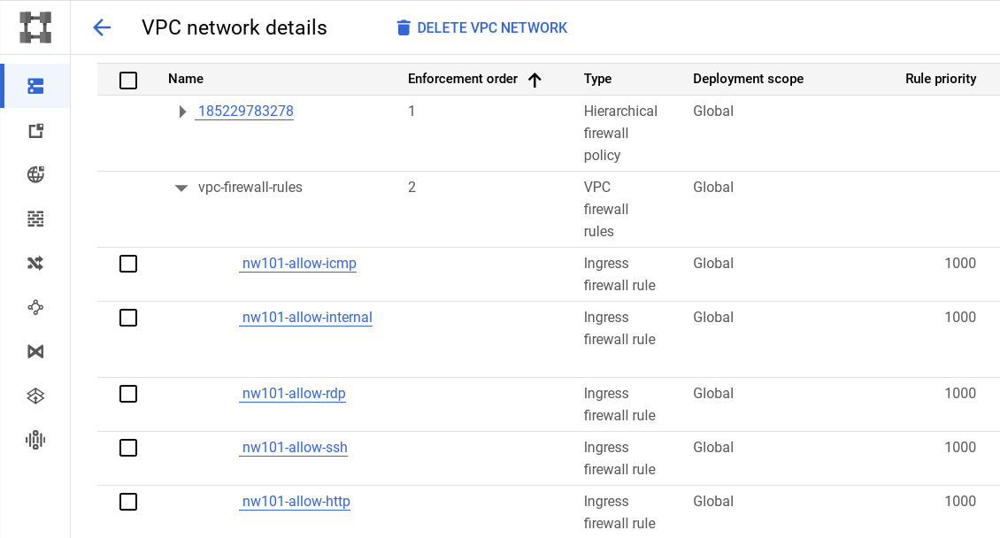 VPC network details DELETE VPC NETWORK
Name Enforcement order Type Deployment scope Rule priority
185229783278 1 Hierarchical Global
firewall
policy
vpc-firewall-rules 2 VPC Global
firewall
rules
nw101-allow-icmp Ingress Global 1000
firewall rule
nw101-allow-internal Ingress Global 1000
firewall rule
nw101-allow-rdp Ingress Global 1000
firewall rule
nw101-allow-ssh Ingress Global 1000
firewall rule
nw101-allow-http Ingress Global 1000
firewall rule